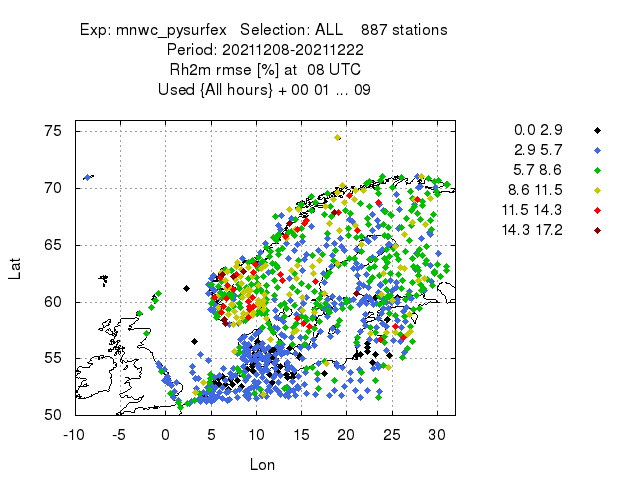 Exp: mnwc_pysurfex Selection: ALL 887 stations
Period: 20211208-20211222
Rh2m rmse [%] at 08 UTC
Used {All hours} + 00 01 ... 09
0.0 2.9
2.9 5.7
5.7 8.6
8.6 11.5
11.5 14.3
14.3 17.2
75
70
65
60
55
50
Lat
-10 -5 0 5 10 15 20 25 30
Lon